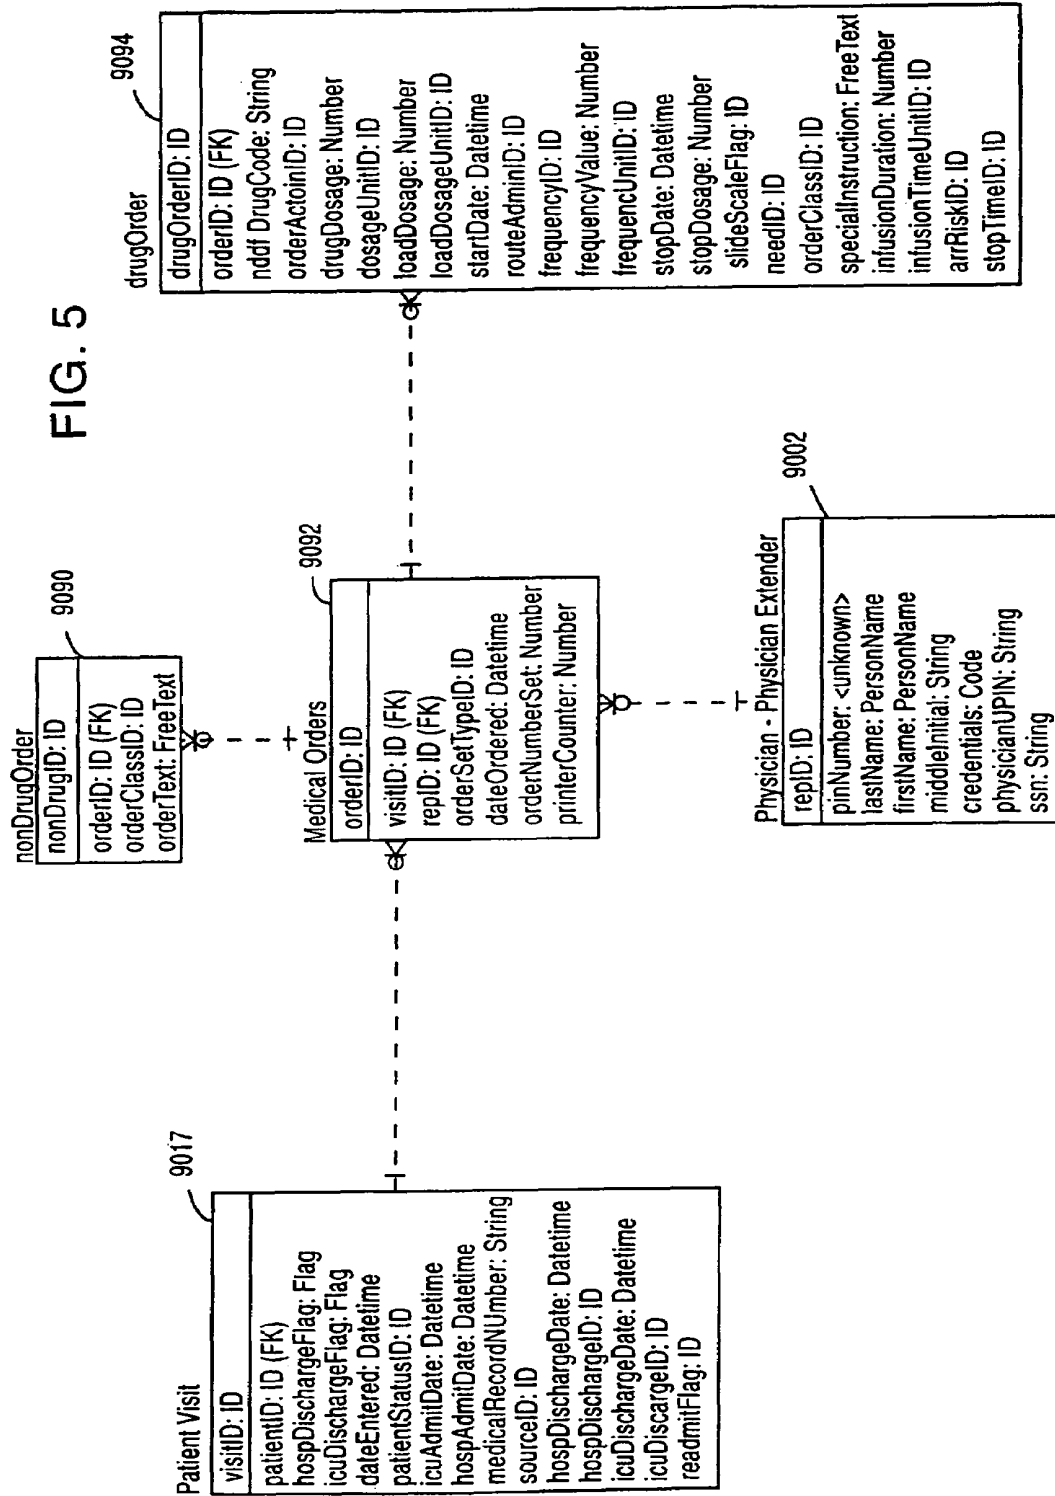 FIG. 5
Patient Visit
9017
visitID: ID
patientID: ID (FK)
hospDischargeFlag: Flag
icuDischargeFlag: Flag
dateEntered: Datetime
patientStatusID: ID
icuAdmitDate: Datetime
hospAdmitDate: Datetime
medicalRecordNUmber: String
sourceID: ID
hospDischargeDate: Datetime
hospDischargeID: ID
icuDischargeDate: Datetime
icuDiscargeID: ID
readmitFlag: ID
nonDrugOrder
9090
nonDrugID: ID
orderID: ID (FK)
orderClassID: ID
orderText: FreeText
Medical Orders
9092
orderID: ID
visitID: ID (FK)
repID: ID (FK)
orderSetTypeID: ID
dateOrdered: Datetime
orderNumberSet: Number
printerCounter: Number
Physician - Physician Extender
9002
repID: ID
pinNumber: <unknown>
lastName: PersonName
firstName: PersonName
middleInitial: String
credentials: Code
physicianUPIN: String
ssn: String
drugOrder
9094
drugOrderID: ID
orderID: ID (FK)
nddf DrugCode: String
orderActoinID: ID
drugDosage: Number
dosageUnitID: ID
loadDosage: Number
loadDosageUnitID: ID
startDate: Datetime
routeAdminID: ID
frequencyID: ID
frequencyValue: Number
frequencUnitID: ID
stopDate: Datetime
stopDosage: Number
slideScaleFlag: ID
needID: ID
orderClassID: ID
specialInstruction: FreeText
infusionDuration: Number
infusionTimeUnitID: ID
arrRiskID: ID
stopTimeID: ID